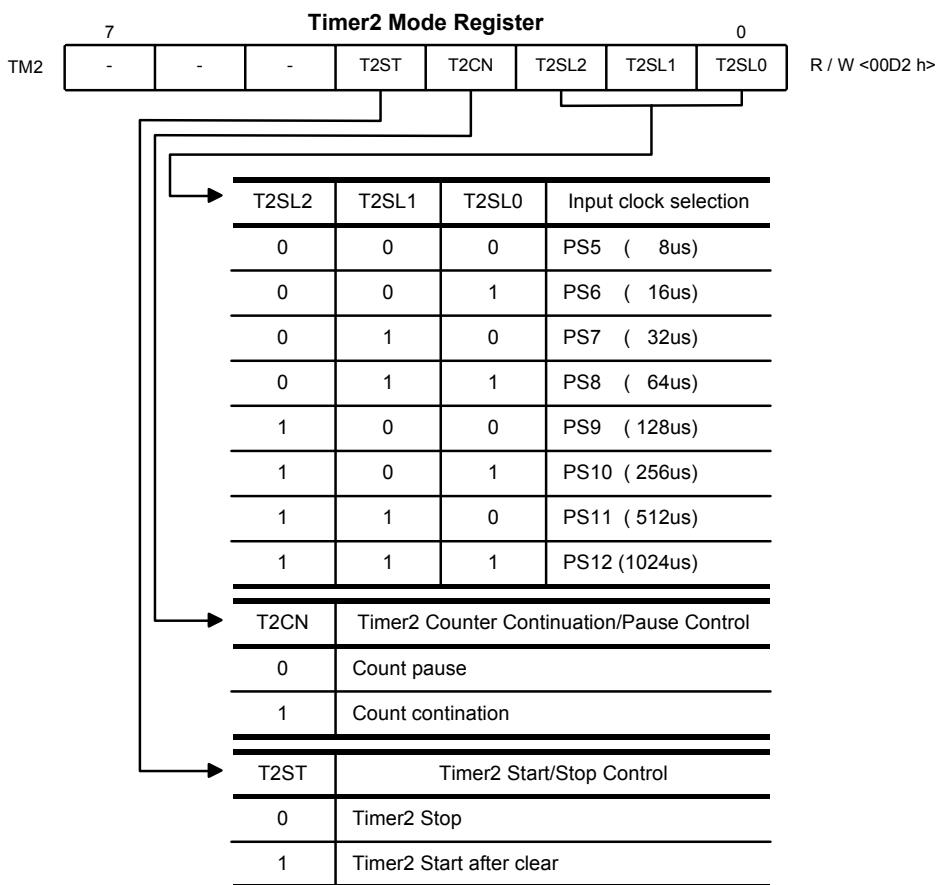 Timer2 Mode Register
7 0
TM2 - - - T2ST T2CN T2SL2 T2SL1 T2SL0 R / W <00D2 h>
T2SL2 T2SL1 T2SL0 Input clock selection
0 0 0 PS5 ( 8us)
0 0 1 PS6 ( 16us)
0 1 0 PS7 ( 32us)
0 1 1 PS8 ( 64us)
1 0 0 PS9 ( 128us)
1 0 1 PS10 ( 256us)
1 1 0 PS11 ( 512us)
1 1 1 PS12 (1024us)
T2CN Timer2 Counter Continuation/Pause Control
0 Count pause
1 Count contination
T2ST Timer2 Start/Stop Control
0 Timer2 Stop
1 Timer2 Start after clear